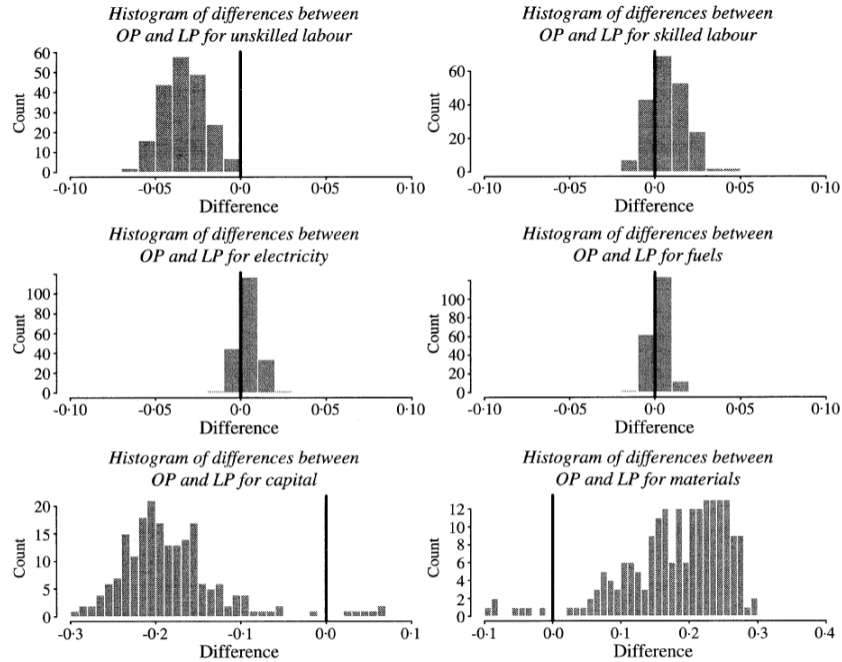 Histogram of differences between
OP and LP for unskilled labour
Count
60
50
40
30
20
10
0
-0·10 -0·05 0·0 0·05 0·10
Difference
Histogram of differences between
OP and LP for skilled labour
Count
60
40
20
0
-0·10 -0·05 0·0 0·05 0·10
Difference
Histogram of differences between
OP and LP for electricity
Count
100
80
60
40
20
0
-0·10 -0·05 0·0 0·05 0·10
Difference
Histogram of differences between
OP and LP for fuels
Count
100
80
60
40
20
0
-0·10 -0·05 0·0 0·05 0·10
Difference
Histogram of differences between
OP and LP for capital
Count
20
15
10
5
0
-0·3 -0·2 -0·1 0·0 0·1
Difference
Histogram of differences between
OP and LP for materials
Count
12
10
8
6
4
2
0
-0·1 0·0 0·1 0·2 0·3 0·4
Difference